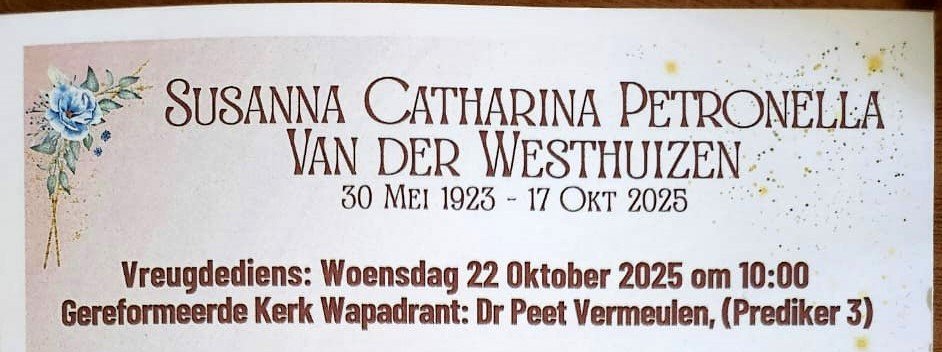 Susanna Catharina Petronella
Van der Westhuizen
30 Mei 1923 - 17 Okt 2025
Vreugdediens: Woensdag 22 Oktober 2025 om 10:00
Gereformeerde Kerk Wapadrant: Dr Peet Vermeulen, (Prediker 3)